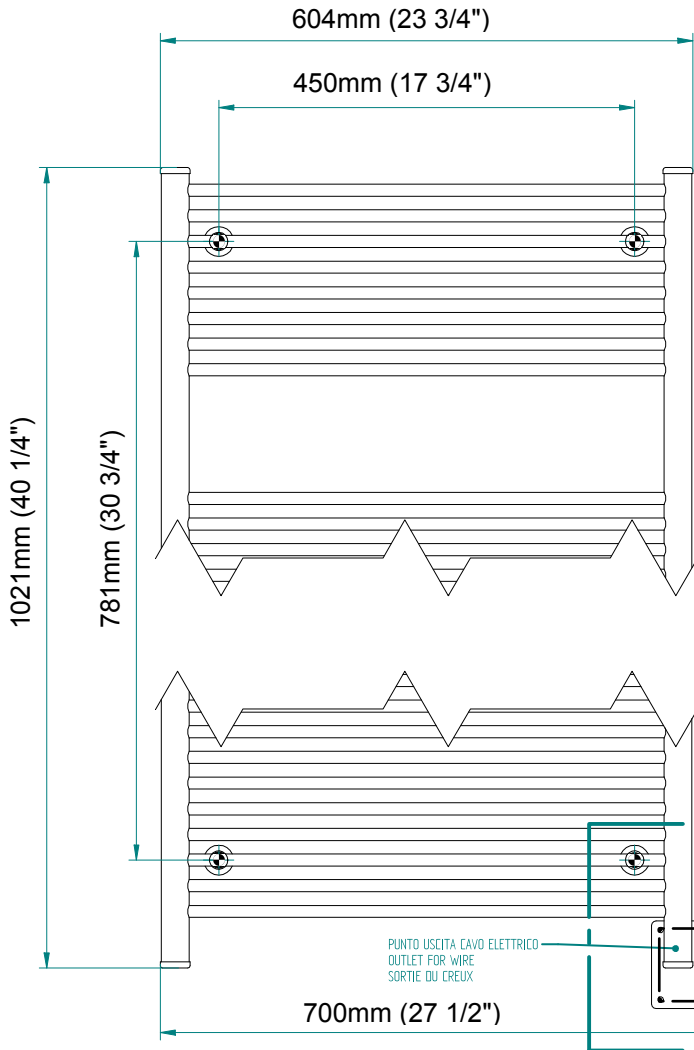 604mm (23 3/4")
450mm (17 3/4")
1021mm (40 1/4")
781mm (30 3/4")
PUNTO USCITA CAVO ELETTRICO
OUTLET FOR WIRE
SORTIE DU CREUX
700mm (27 1/2")